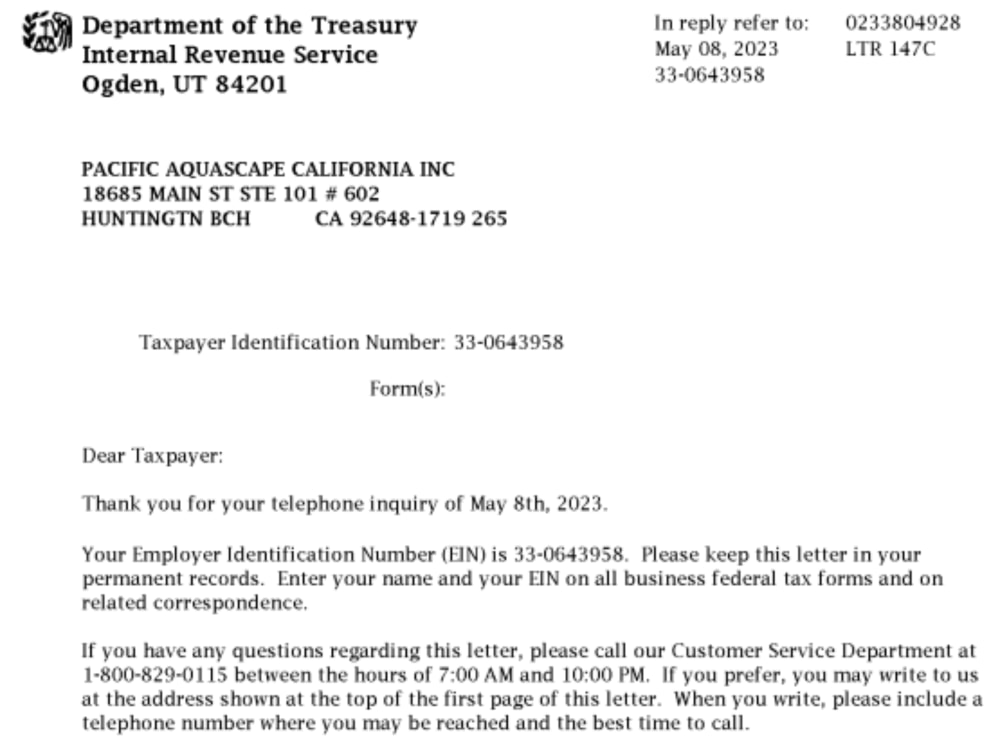 Department of the Treasury
Internal Revenue Service
Ogden, UT 84201
In reply refer to: 0233804928
May 08, 2023 LTR 147C
33-0643958
PACIFIC AQUASCAPE CALIFORNIA INC
18685 MAIN ST STE 101 # 602
HUNTINGTN BCH CA 92648-1719 265
Taxpayer Identification Number: 33-0643958
Form(s):
Dear Taxpayer:
Thank you for your telephone inquiry of May 8th, 2023.
Your Employer Identification Number (EIN) is 33-0643958. Please keep this letter in your
permanent records. Enter your name and your EIN on all business federal tax forms and on
related correspondence.
If you have any questions regarding this letter, please call our Customer Service Department at
1-800-829-0115 between the hours of 7:00 AM and 10:00 PM. If you prefer, you may write to us
at the address shown at the top of the first page of this letter. When you write, please include a
telephone number where you may be reached and the best time to call.